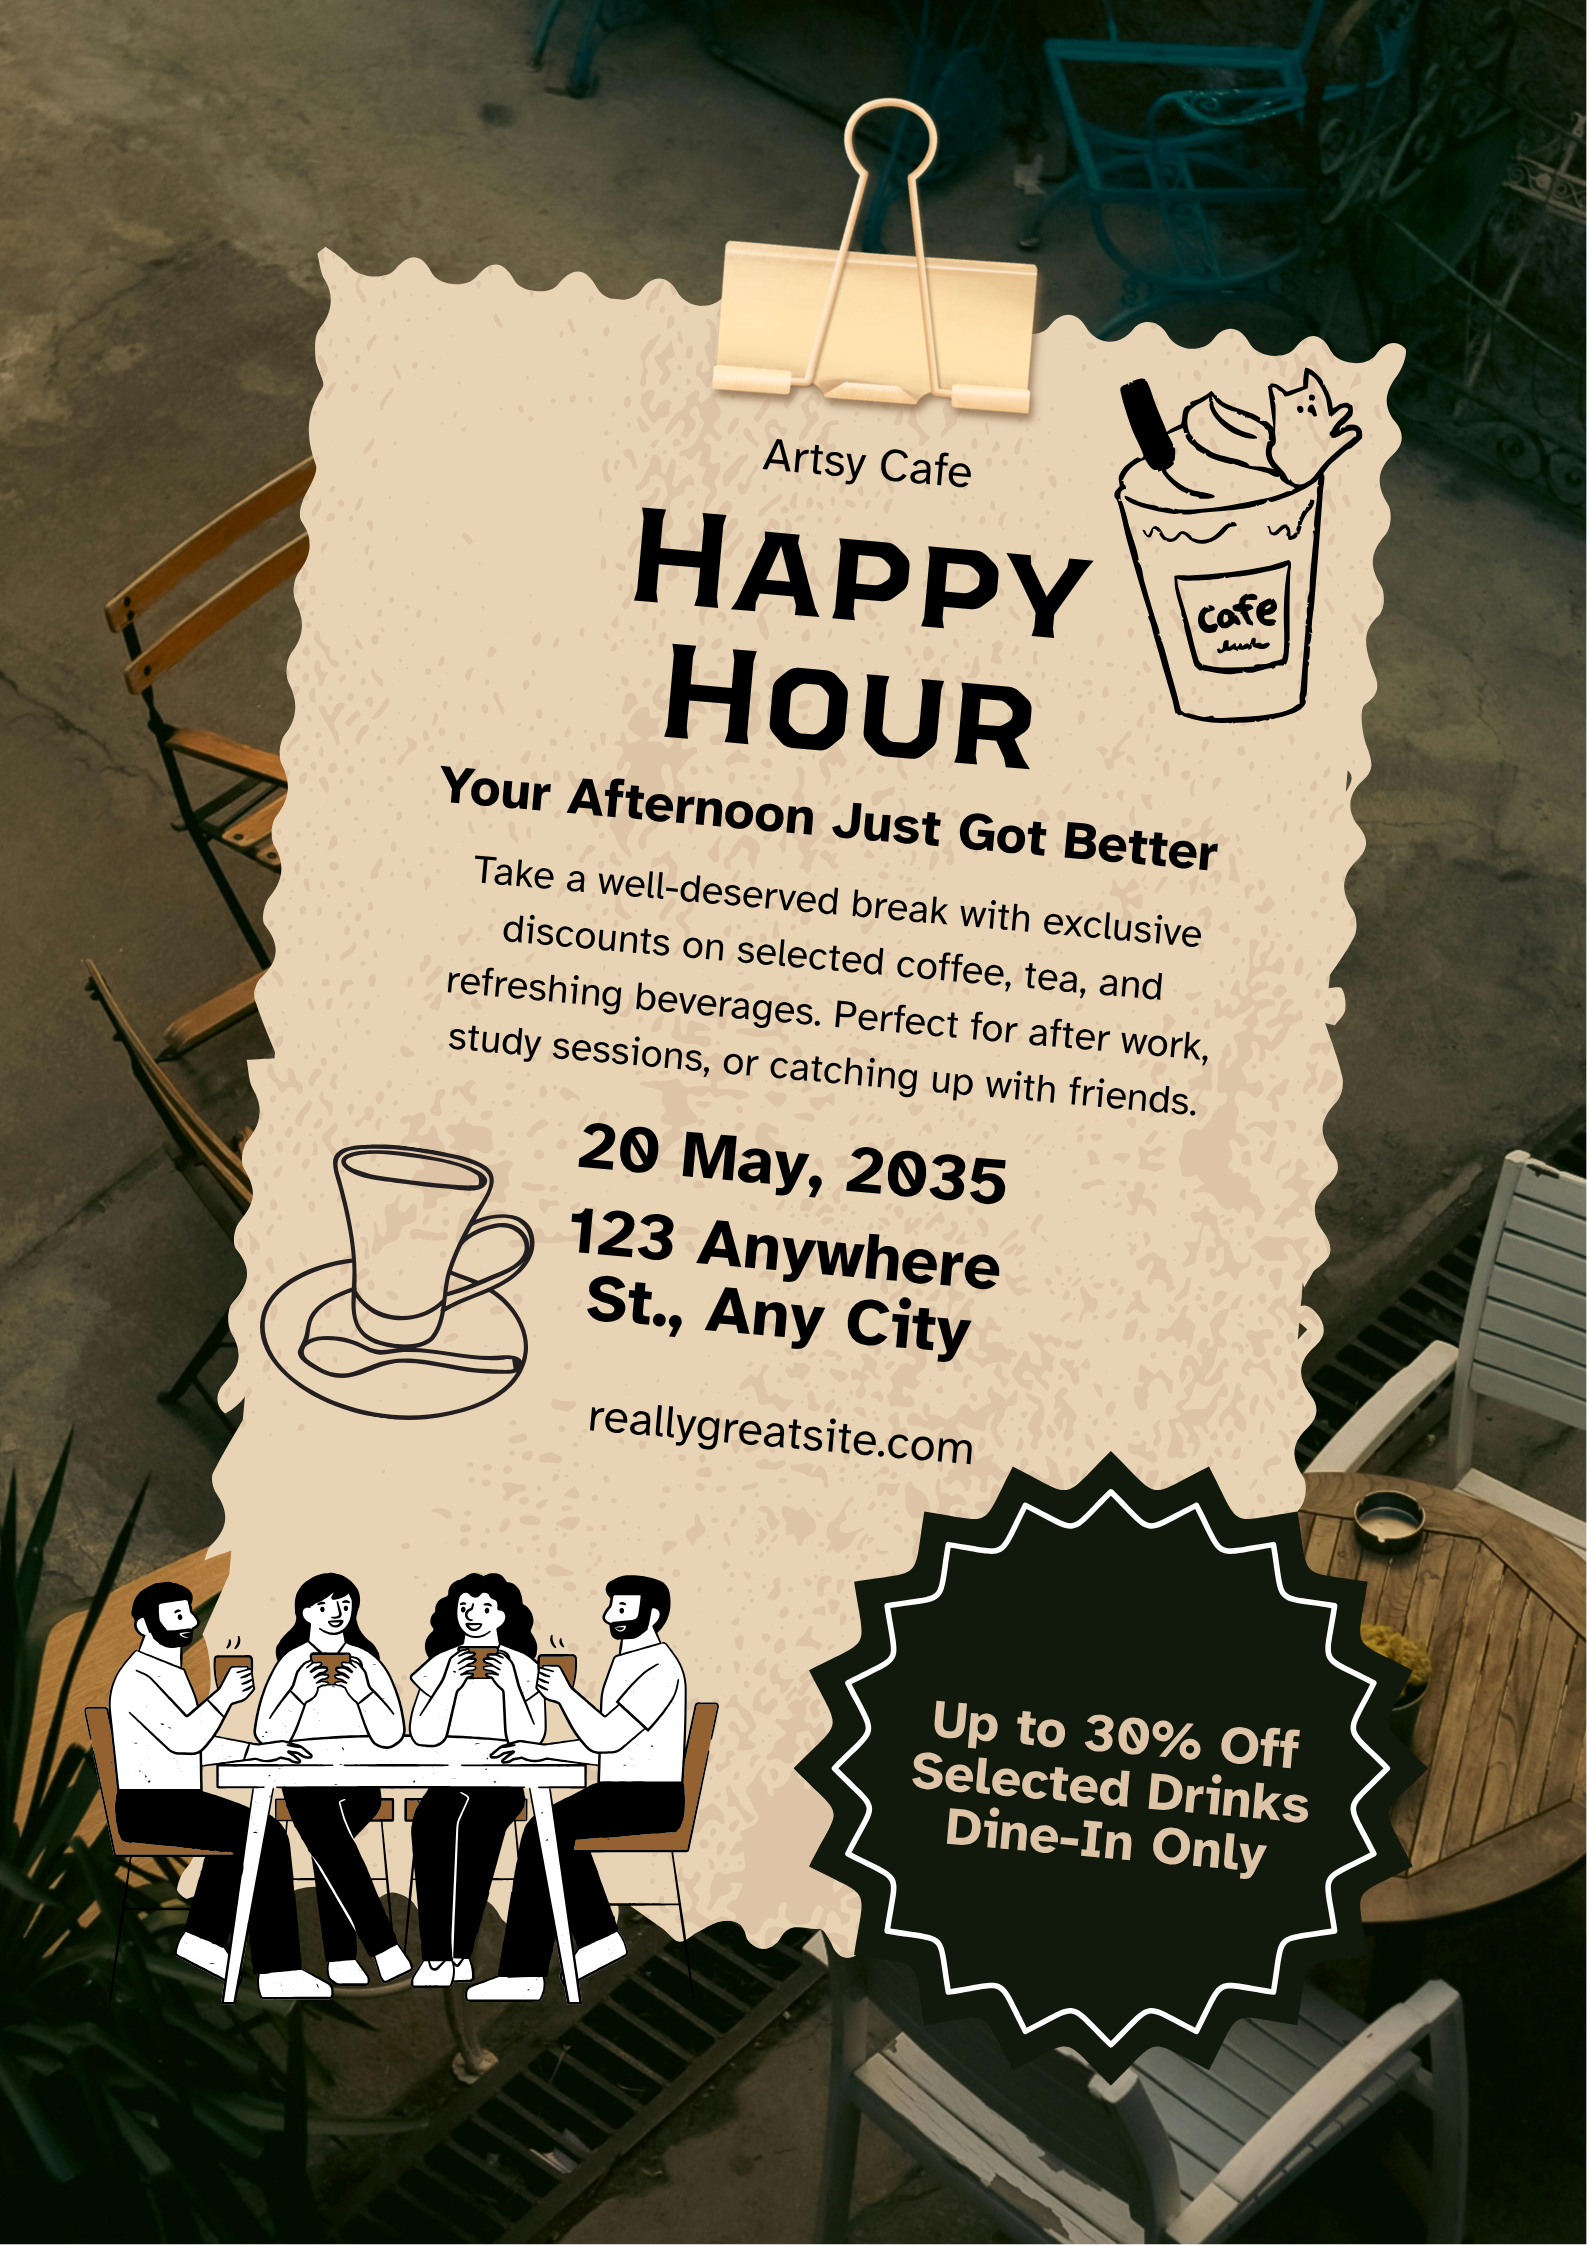 Artsy Cafe
HAPPY
HOUR
cafe
Your Afternoon Just Got Better
Take a well-deserved break with exclusive
discounts on selected coffee, tea, and
refreshing beverages. Perfect for after work,
study sessions, or catching up with friends.
20 May, 2035
123 Anywhere
St., Any City
reallygreatsite.com
Up to 30% Off
Selected Drinks
Dine-In Only